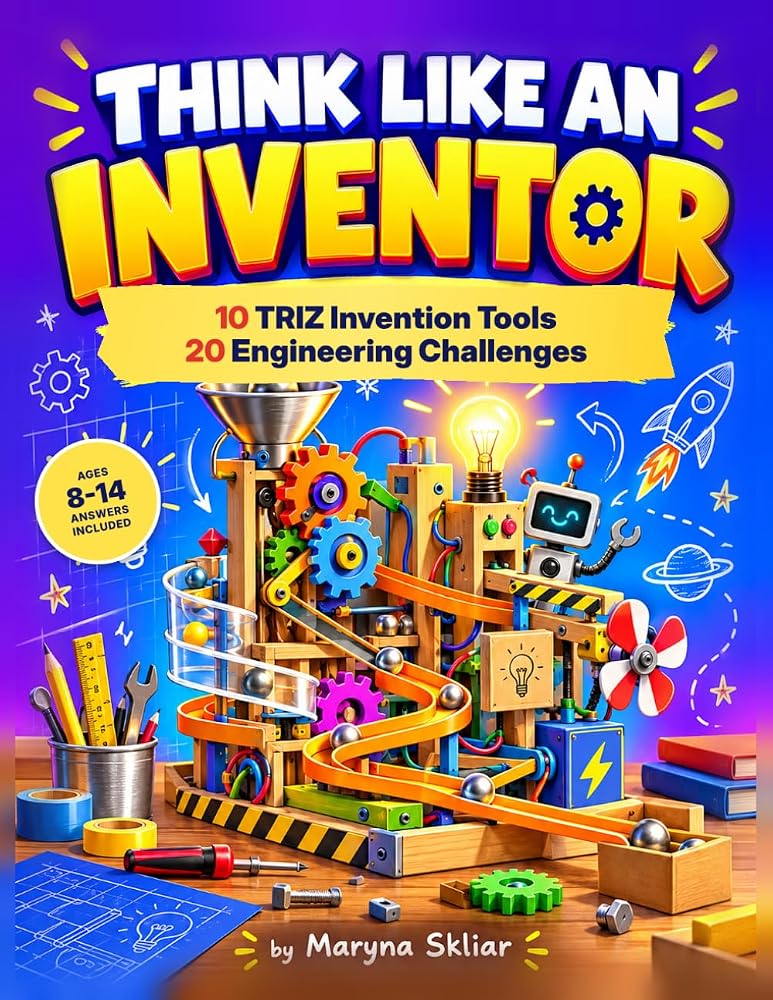 THINK LIKE AN
INVENTOR
10 TRIZ Invention Tools
20 Engineering Challenges
AGES
8-14
ANSWERS
INCLUDED
by Maryna Skliar